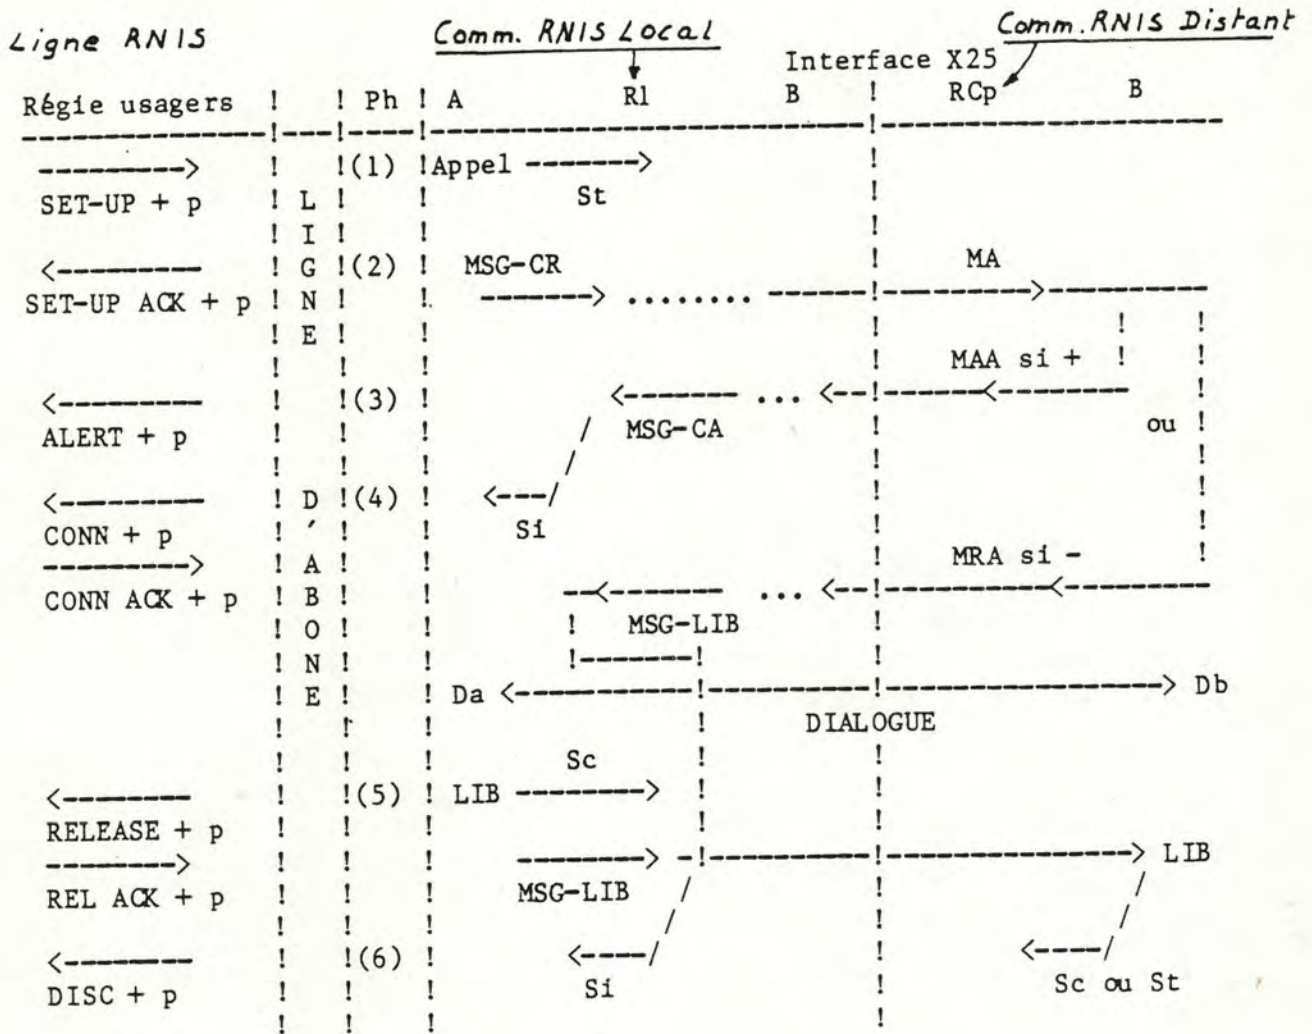 Ligne RNIS
Comm. RNIS Local
Comm. RNIS Distant
Interface X25
Régie usagers ! ! Ph ! A R1 B ! RCp B
(1) Appel
SET-UP + p
St
(2) MSG-CR
MA
SET-UP ACK + p
LIGNE
MAA si +
(3)
ALERT + p
MSG-CA
ou
(4)
CONN + p
Si
D'ABONE
MRA si -
CONN ACK + p
MSG-LIB
Da
Db
DIALOGUE
Sc
(5) LIB
RELEASE + p
LIB
REL ACK + p
MSG-LIB
(6)
DISC + p
Si
Sc ou St